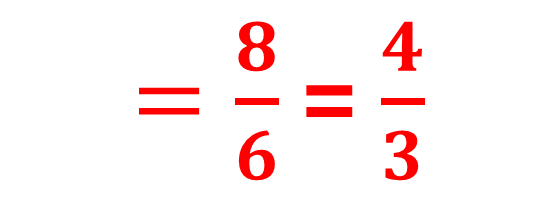 = 8/6 = 4/3